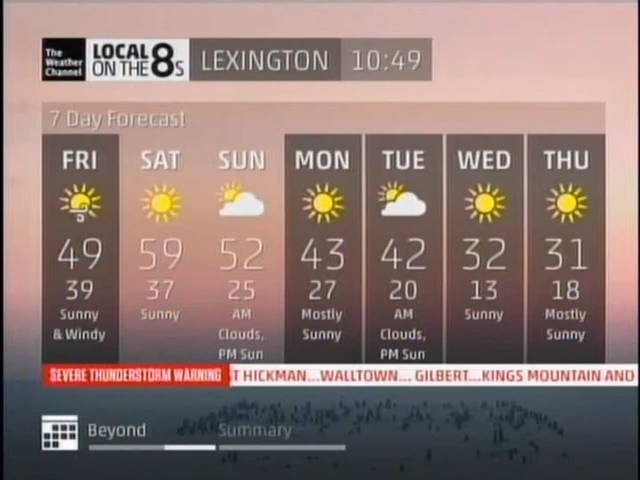 The Weather Channel
LOCAL ON THE 8s
LEXINGTON 10:49
7 Day Forecast
FRI SAT SUN MON TUE WED THU
49 59 52 43 42 32 31
39 37 25 27 20 13 18
Sunny & Windy
Sunny
AM Clouds, PM Sun
Mostly Sunny
AM Clouds, PM Sun
Sunny
Mostly Sunny
SEVERE THUNDERSTORM WARNING T HICKMAN...WALLTOWN... GILBERT...KINGS MOUNTAIN AND
Beyond Summary